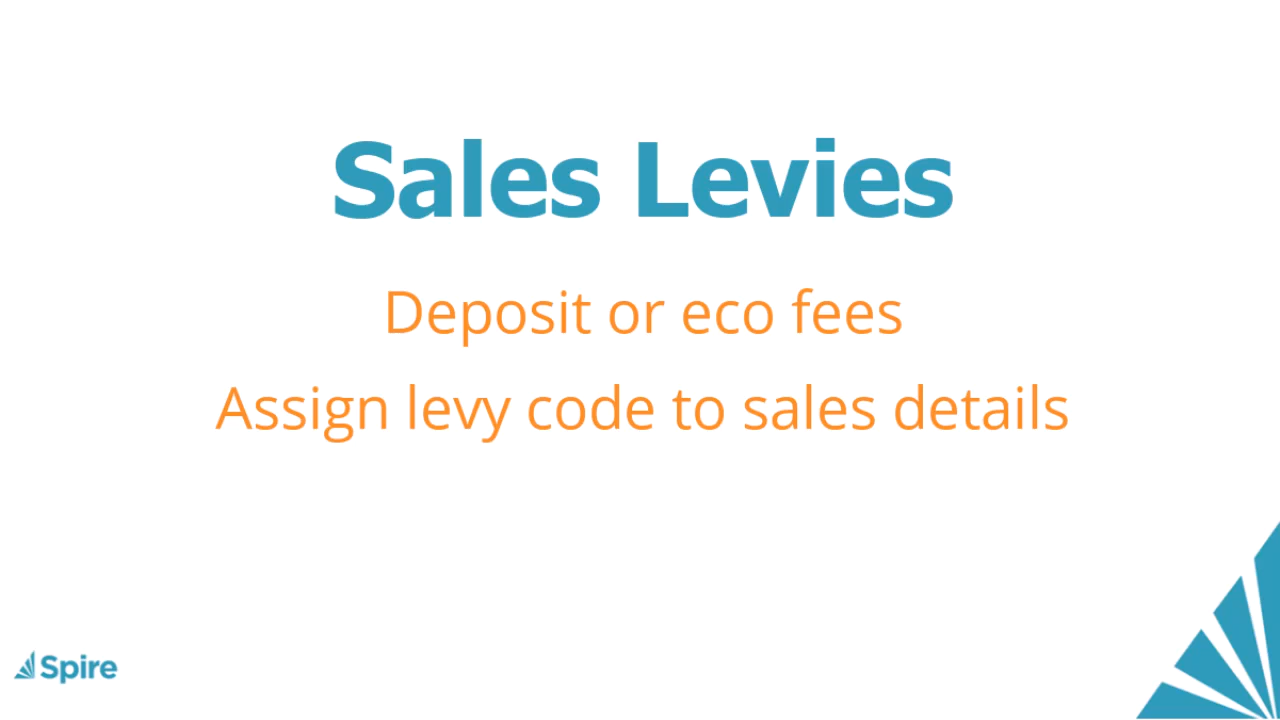 Sales Levies
Deposit or eco fees
Assign levy code to sales details
Spire